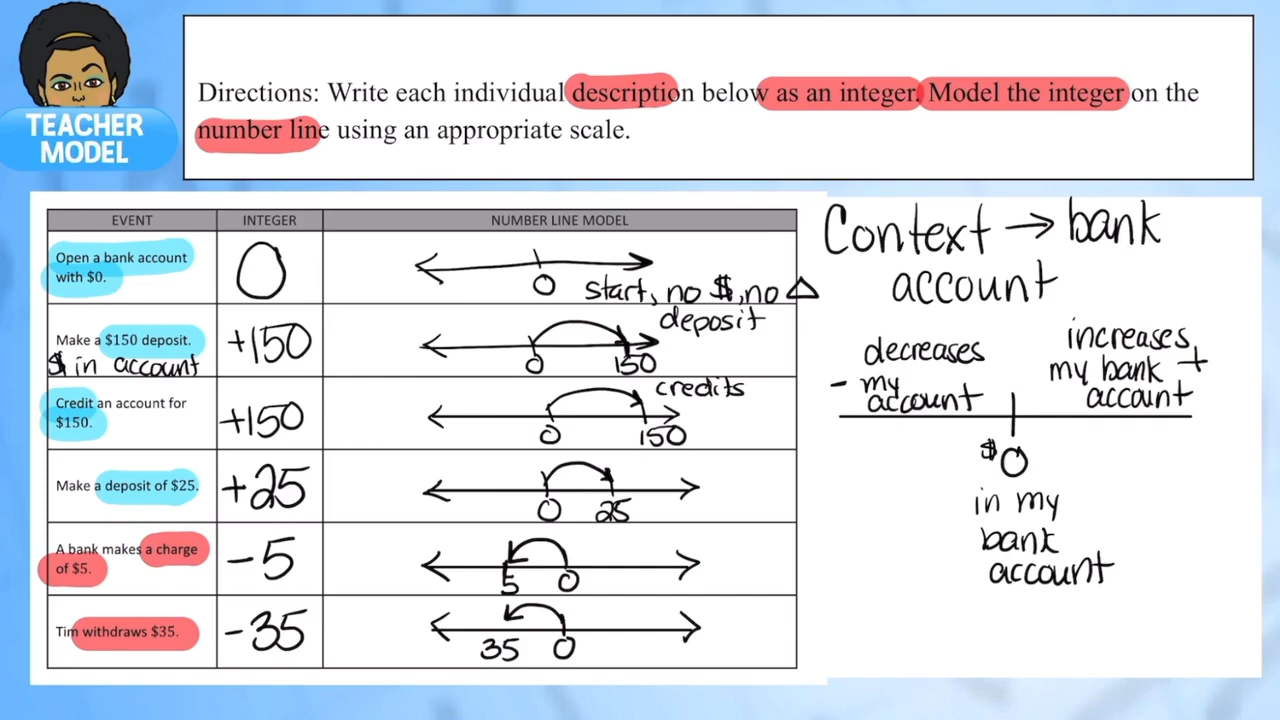 Directions: Write each individual description below as an integer. Model the integer on the
number line using an appropriate scale.
TEACHER
MODEL
EVENT INTEGER NUMBER LINE MODEL
Open a bank account
with $0.
0
0
start, no $, no △
Make a $150 deposit.
$ in account
+150
0 150
deposit
Credit an account for
$150.
+150
0 150
credits
Make a deposit of $25.
+25
0 25
A bank makes a charge
of $5.
-5
5 0
Tim withdraws $35.
-35
35 0
Context → bank
account
decreases
- my
account
increases
my bank +
account
$0
in my
bank
account